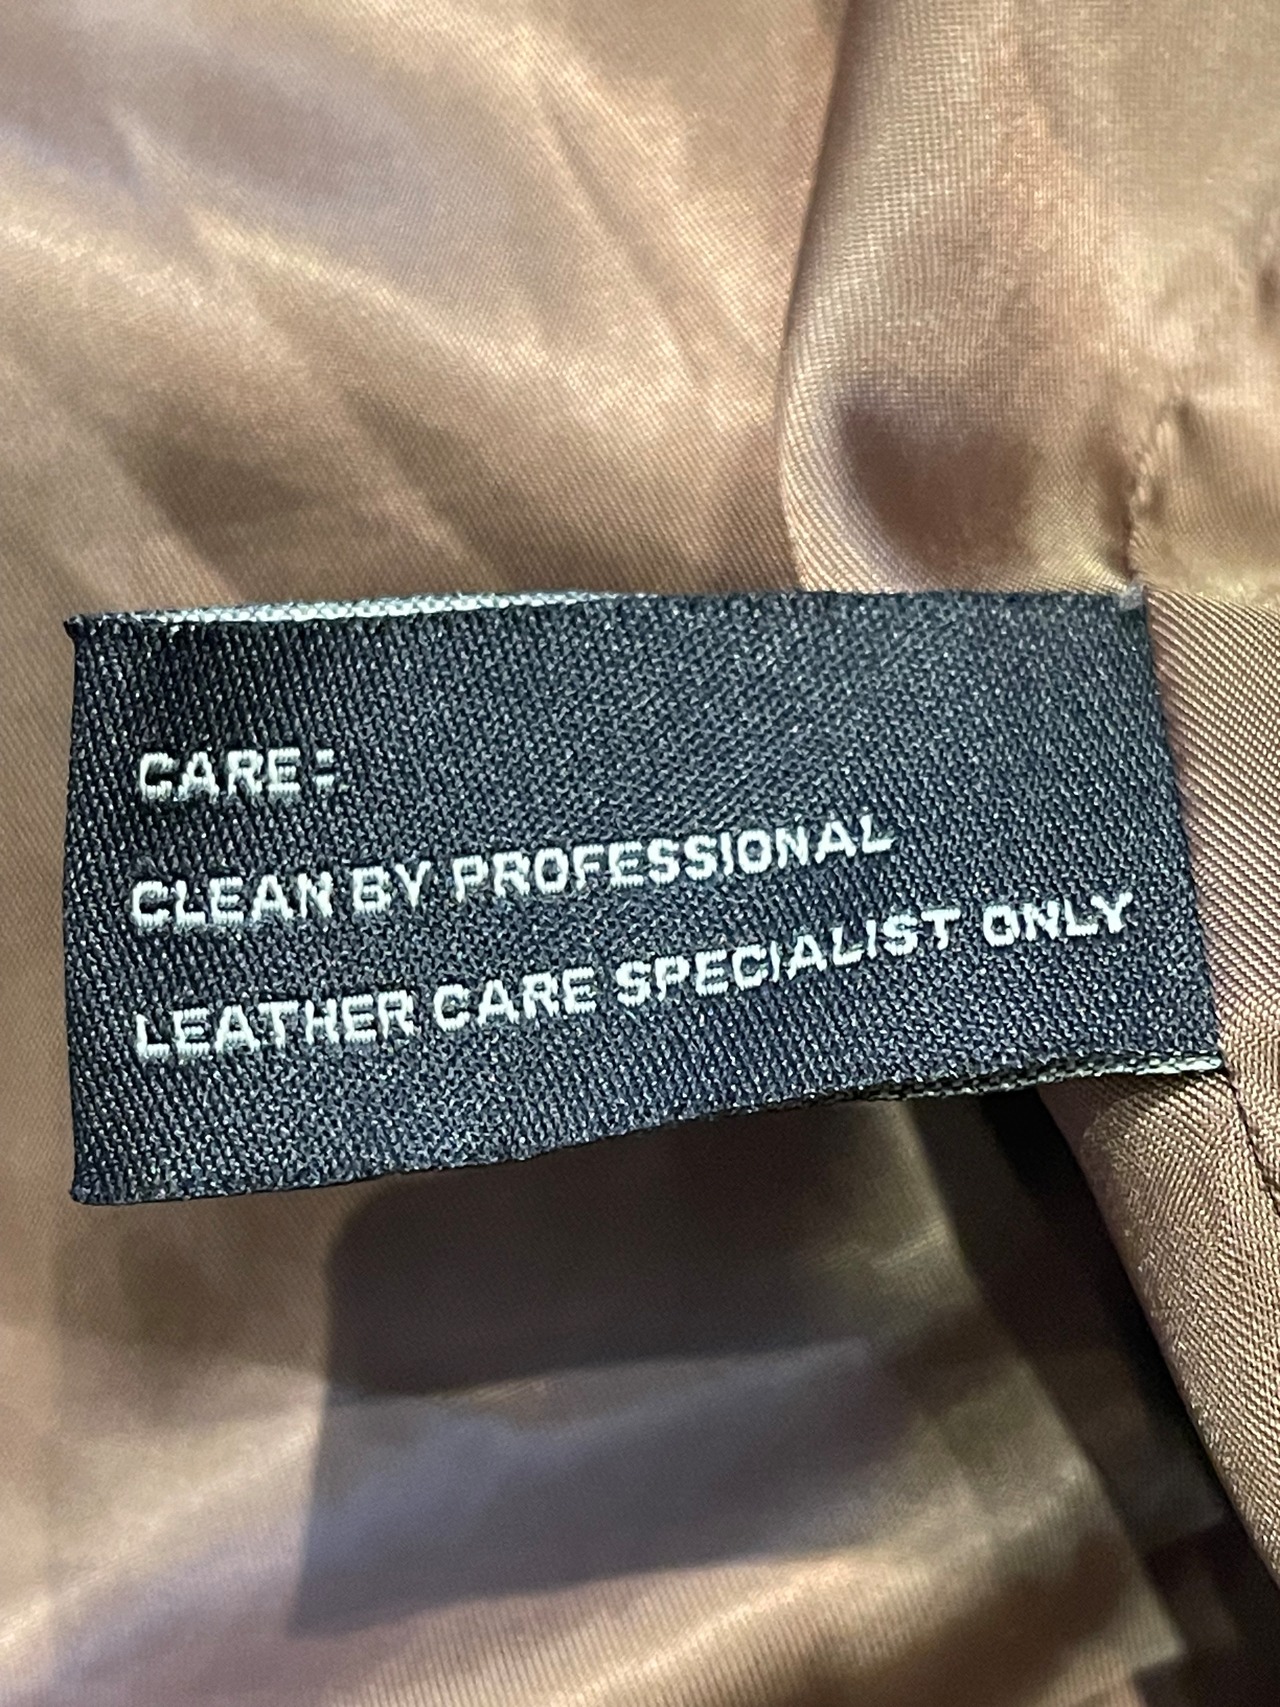 CARE:
CLEAN BY PROFESSIONAL
LEATHER CARE SPECIALIST ONLY